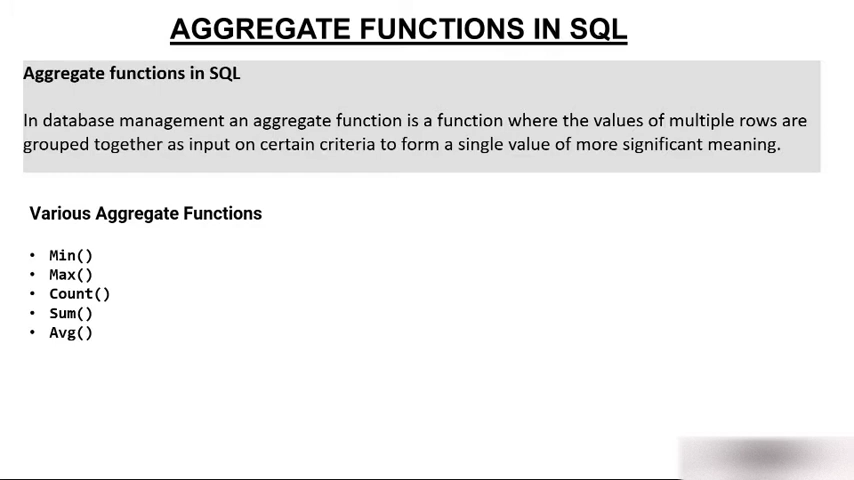 AGGREGATE FUNCTIONS IN SQL
Aggregate functions in SQL
In database management an aggregate function is a function where the values of multiple rows are
grouped together as input on certain criteria to form a single value of more significant meaning.
Various Aggregate Functions
• Min()
• Max()
• Count()
• Sum()
• Avg()